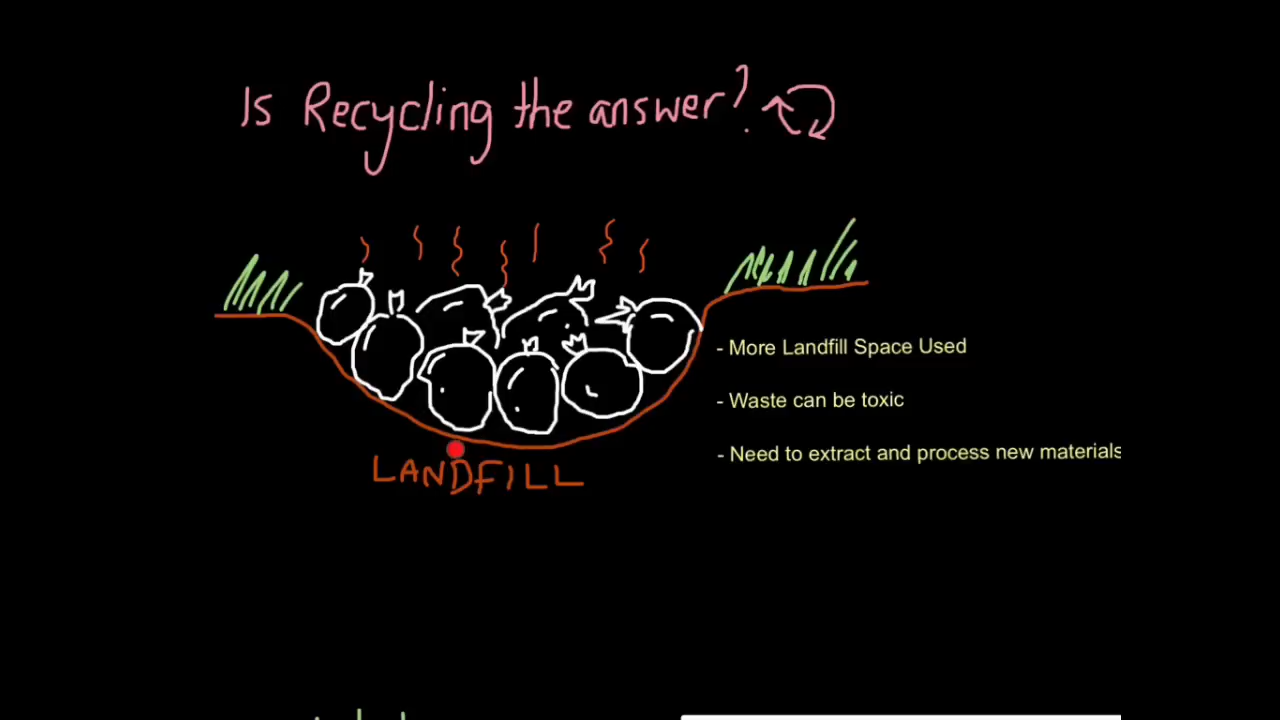 Is Recycling the answer?
- More Landfill Space Used
- Waste can be toxic
- Need to extract and process new materials
LANDFILL